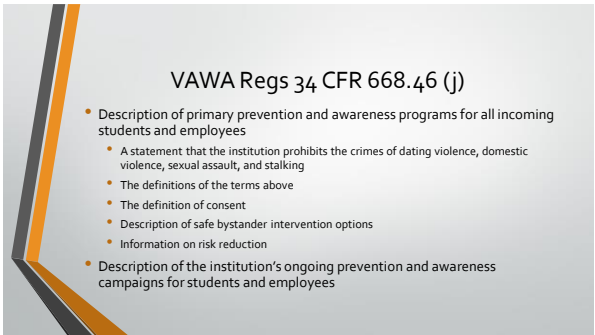 VAWA Regs 34 CFR 668.46 (j)
• Description of primary prevention and awareness programs for all incoming
students and employees
• A statement that the institution prohibits the crimes of dating violence, domestic
violence, sexual assault, and stalking
• The definitions of the terms above
• The definition of consent
• Description of safe bystander intervention options
• Information on risk reduction
• Description of the institution's ongoing prevention and awareness
campaigns for students and employees